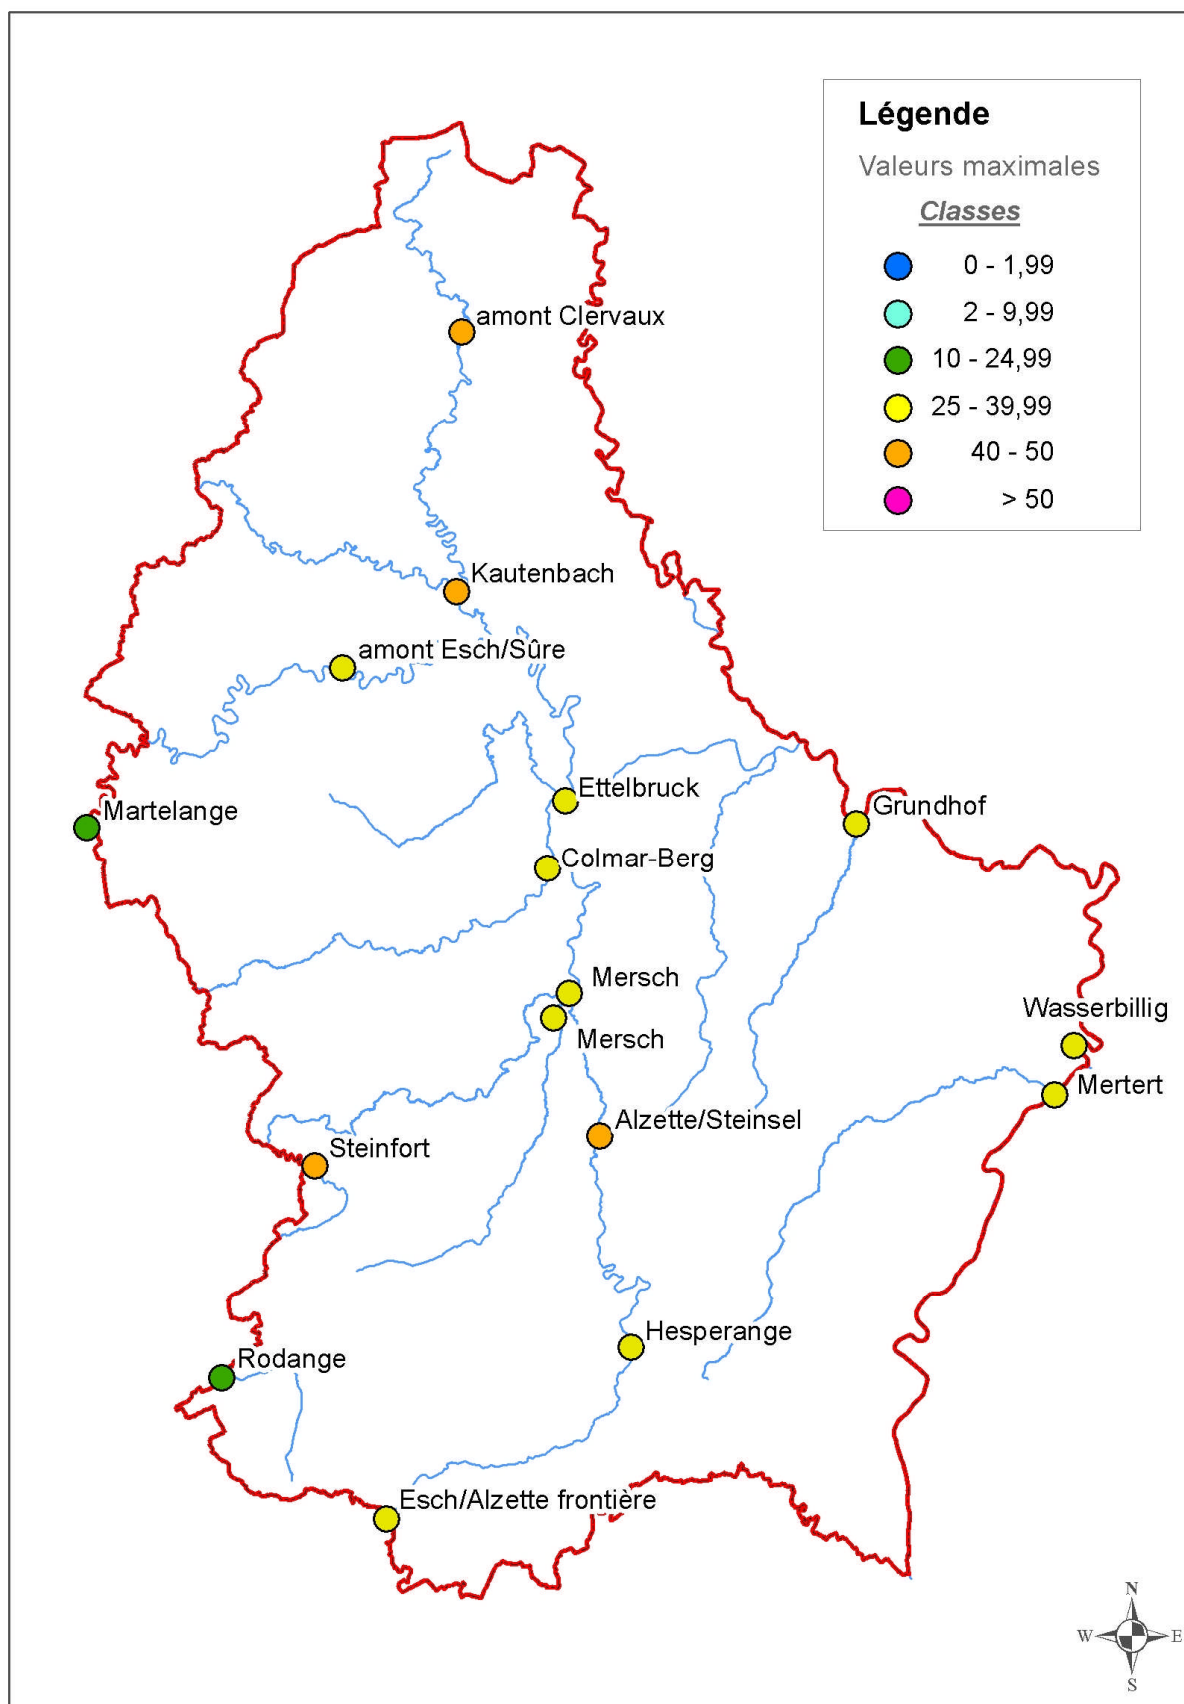 Légende
Valeurs maximales
Classes
0 - 1,99
2 - 9,99
10 - 24,99
25 - 39,99
40 - 50
> 50
amont Clervaux
Kautenbach
amont Esch/Sûre
Ettelbruck
Martelange
Grundhof
Colmar-Berg
Mersch
Wasserbillig
Mersch
Mertert
Alzette/Steinsel
Steinfort
Hesperange
Rodange
Esch/Alzette frontière
N
W E
S